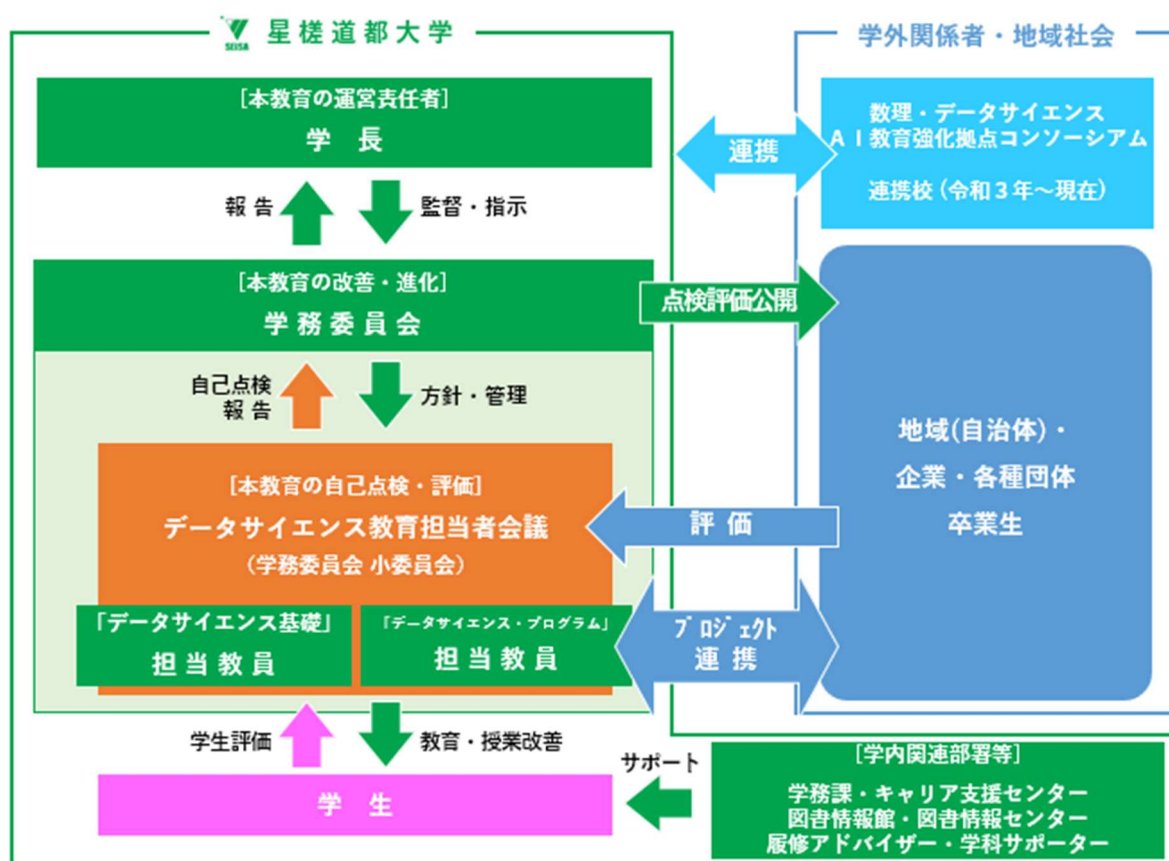 SEISA
星槎道都大学
学外関係者・地域社会
[本教育の運営責任者]
学 長
連携
数理・データサイエンス
AI教育強化拠点コンソーシアム
連携校（令和３年～現在）
報 告
監督・指示
[本教育の改善・進化]
学務委員会
点検評価公開
自己点検
報 告
方針・管理
地域(自治体)・
企業・各種団体
卒業生
[本教育の自己点検・評価]
データサイエンス教育担当者会議
（学務委員会 小委員会）
評 価
「データサイエンス基礎」
担当教員
「データサイエンス・プログラム」
担当教員
ﾌﾟﾛｼﾞｪｸﾄ
連 携
学生評価
教育・授業改善
学 生
サポート
[学内関連部署等]
学務課・キャリア支援センター
図書情報館・図書情報センター
履修アドバイザー・学科サポーター